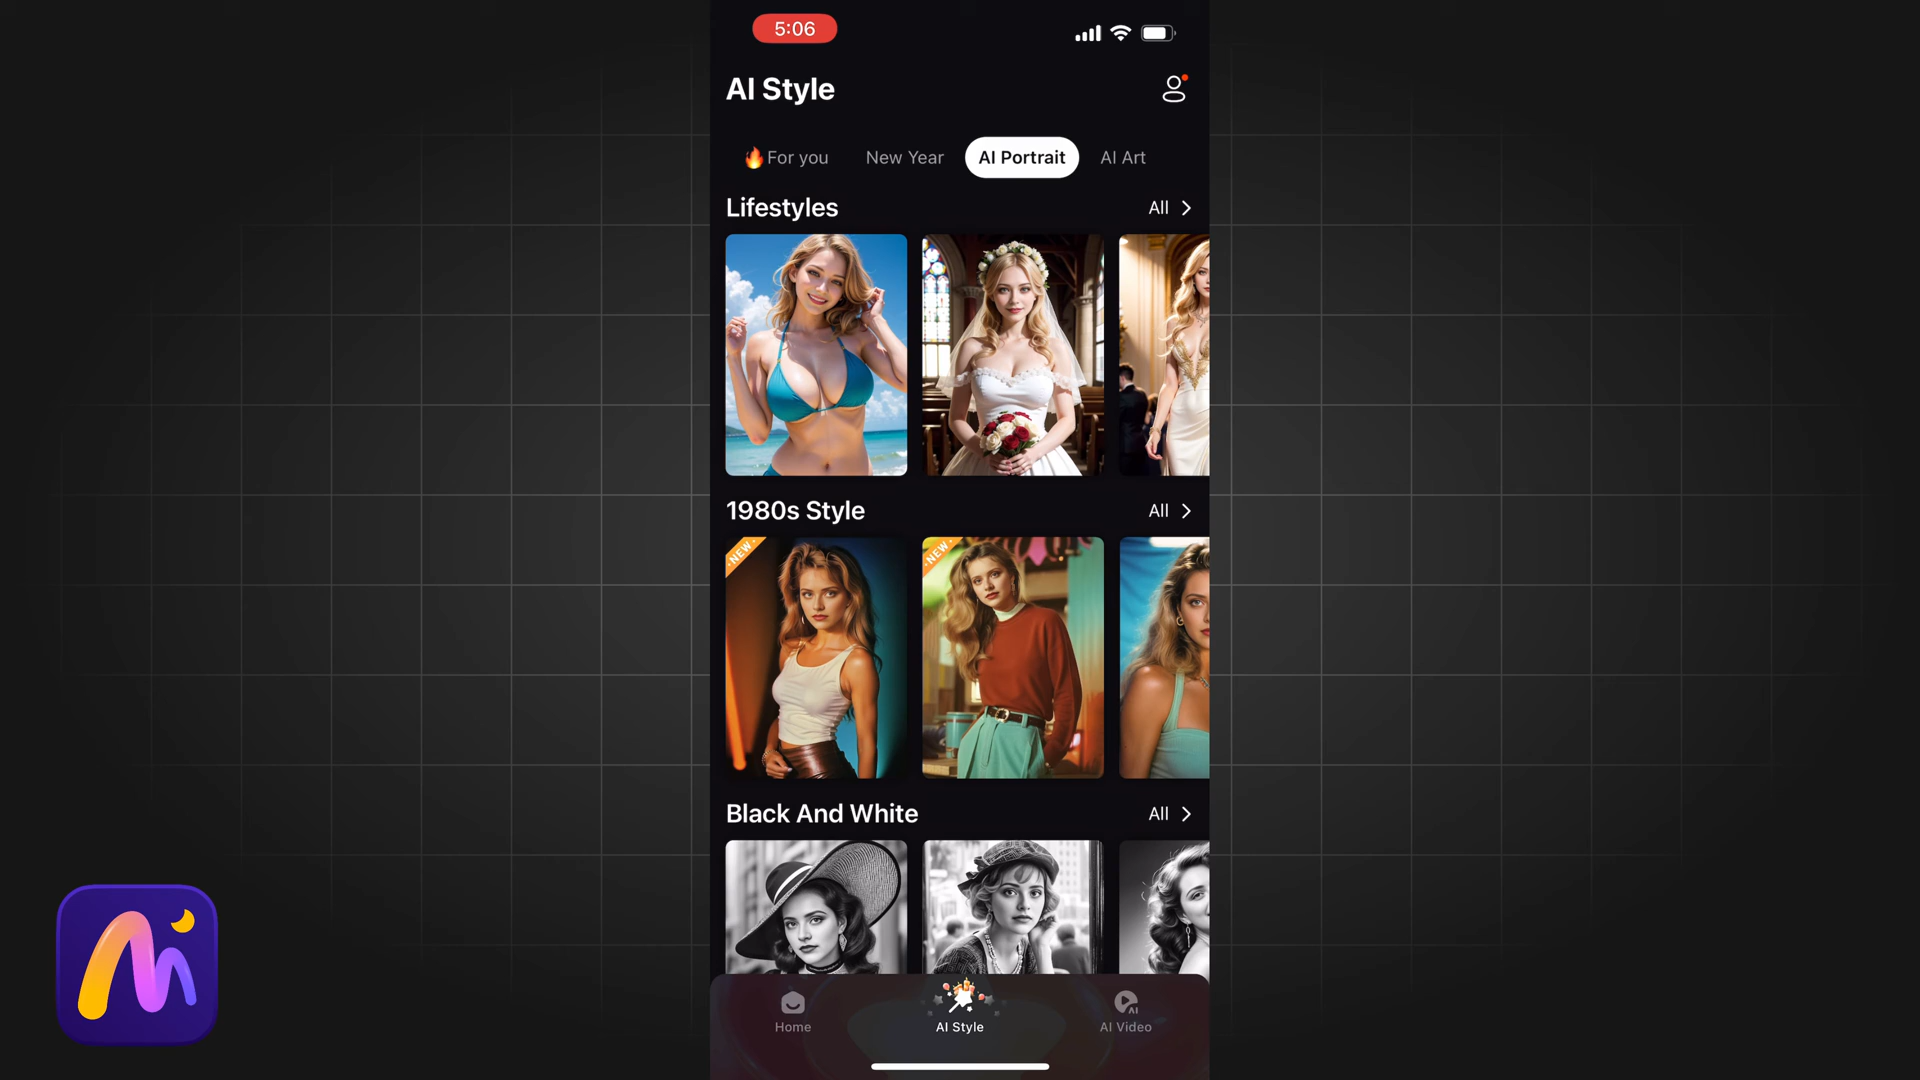 5:06
AI Style
For you
New Year
AI Portrait
AI Art
Lifestyles
All
1980s Style
All
NEW
NEW
Black And White
All
Home
AI Style
AI
AI Video